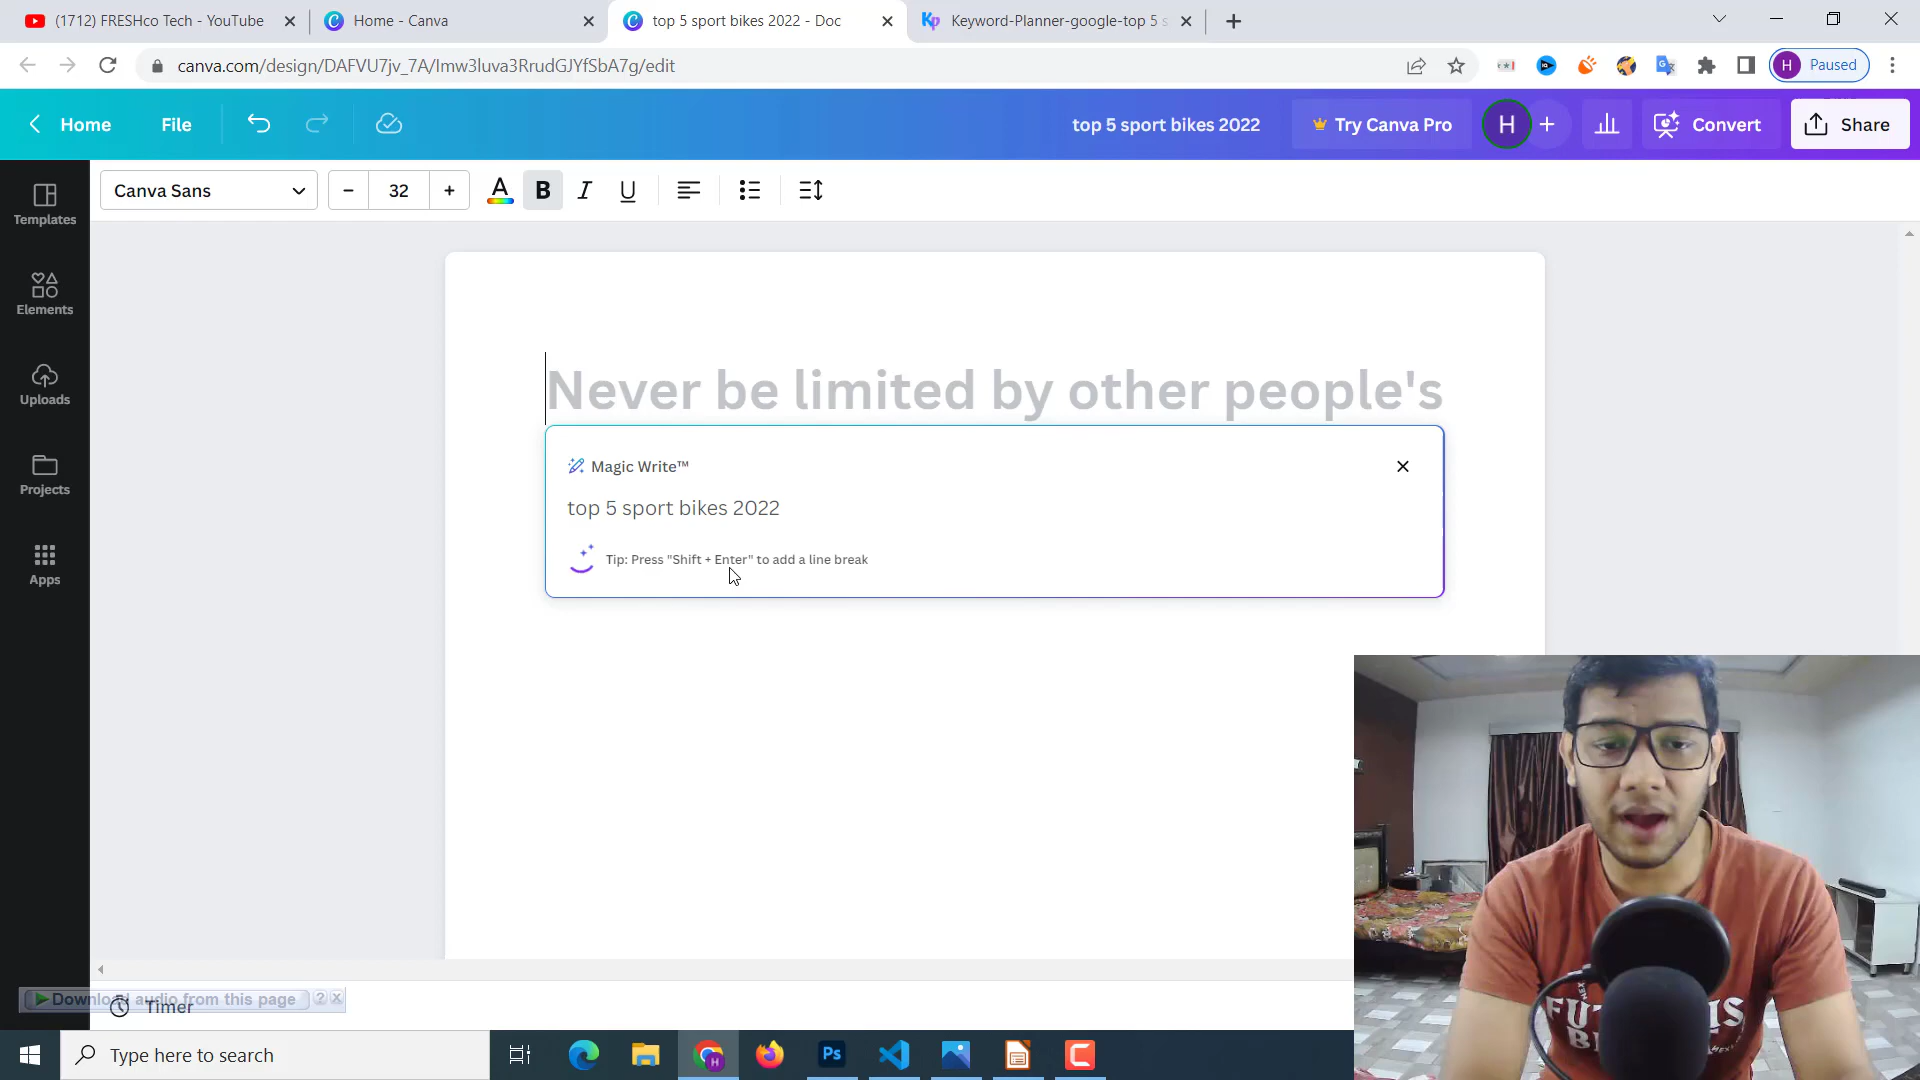 (1712) FRESHco Tech - YouTube
Home - Canva
top 5 sport bikes 2022 - Doc
Keyword-Planner-google-top 5 s
canva.com/design/DAFVU7jv_7A/Imw3luva3RrudGJYfSbA7g/edit
H Paused
Home
File
top 5 sport bikes 2022
Try Canva Pro
H
Convert
Share
Templates
Elements
Uploads
Projects
Apps
Canva Sans
32
A
B
I
U
Never be limited by other people's
Magic Write™
top 5 sport bikes 2022
Tip: Press "Shift + Enter" to add a line break
Download audio from this page
Timer
Type here to search
Ps